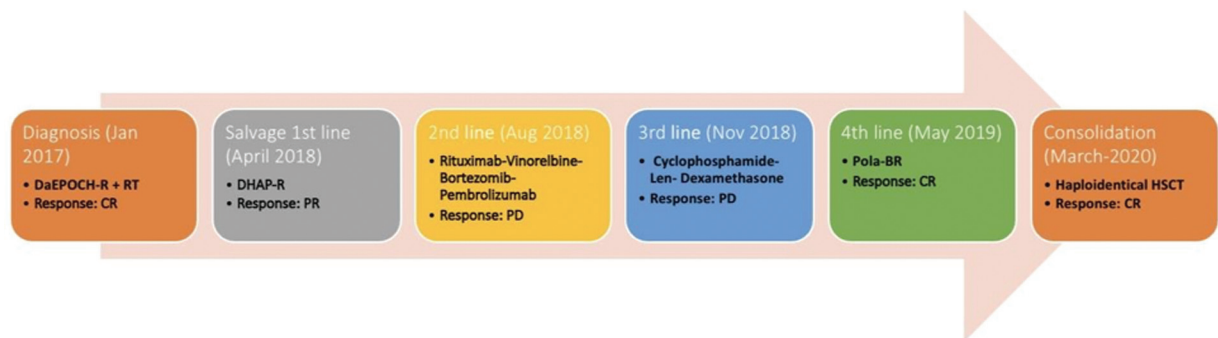 Diagnosis (Jan
2017)
• DaEPOCH-R + RT
• Response: CR
Salvage 1st line
(April 2018)
• DHAP-R
• Response: PR
2nd line (Aug 2018)
• Rituximab-Vinorelbine-
Bortezomib-
Pembrolizumab
• Response: PD
3rd line (Nov 2018)
• Cyclophosphamide-
Len- Dexamethasone
• Response: PD
4th line (May 2019)
• Pola-BR
• Response: CR
Consolidation
(March-2020)
• Haploidentical HSCT
• Response: CR